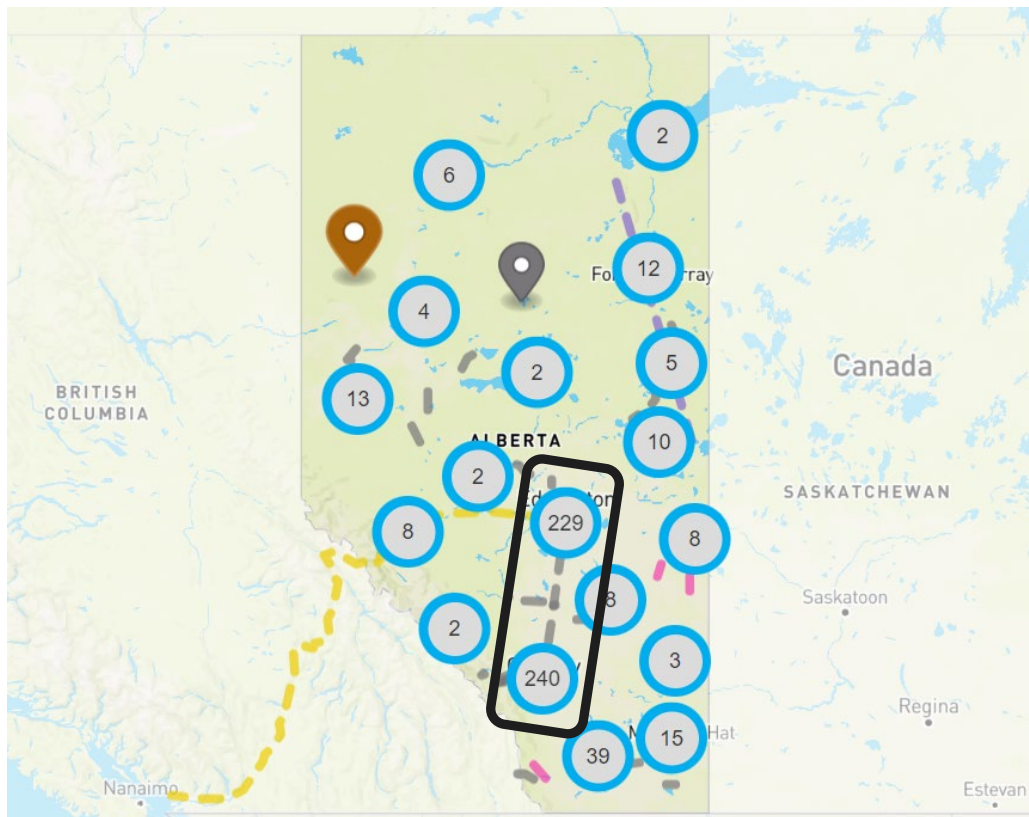 2
6
12
4
Canada
5
2
BRITISH
COLUMBIA
13
ALBERTA
10
2
SASKATCHEWAN
229
8
8
Saskatoon
8
2
3
240
Regina
15
Hat
39
Nanaimo
Estevan